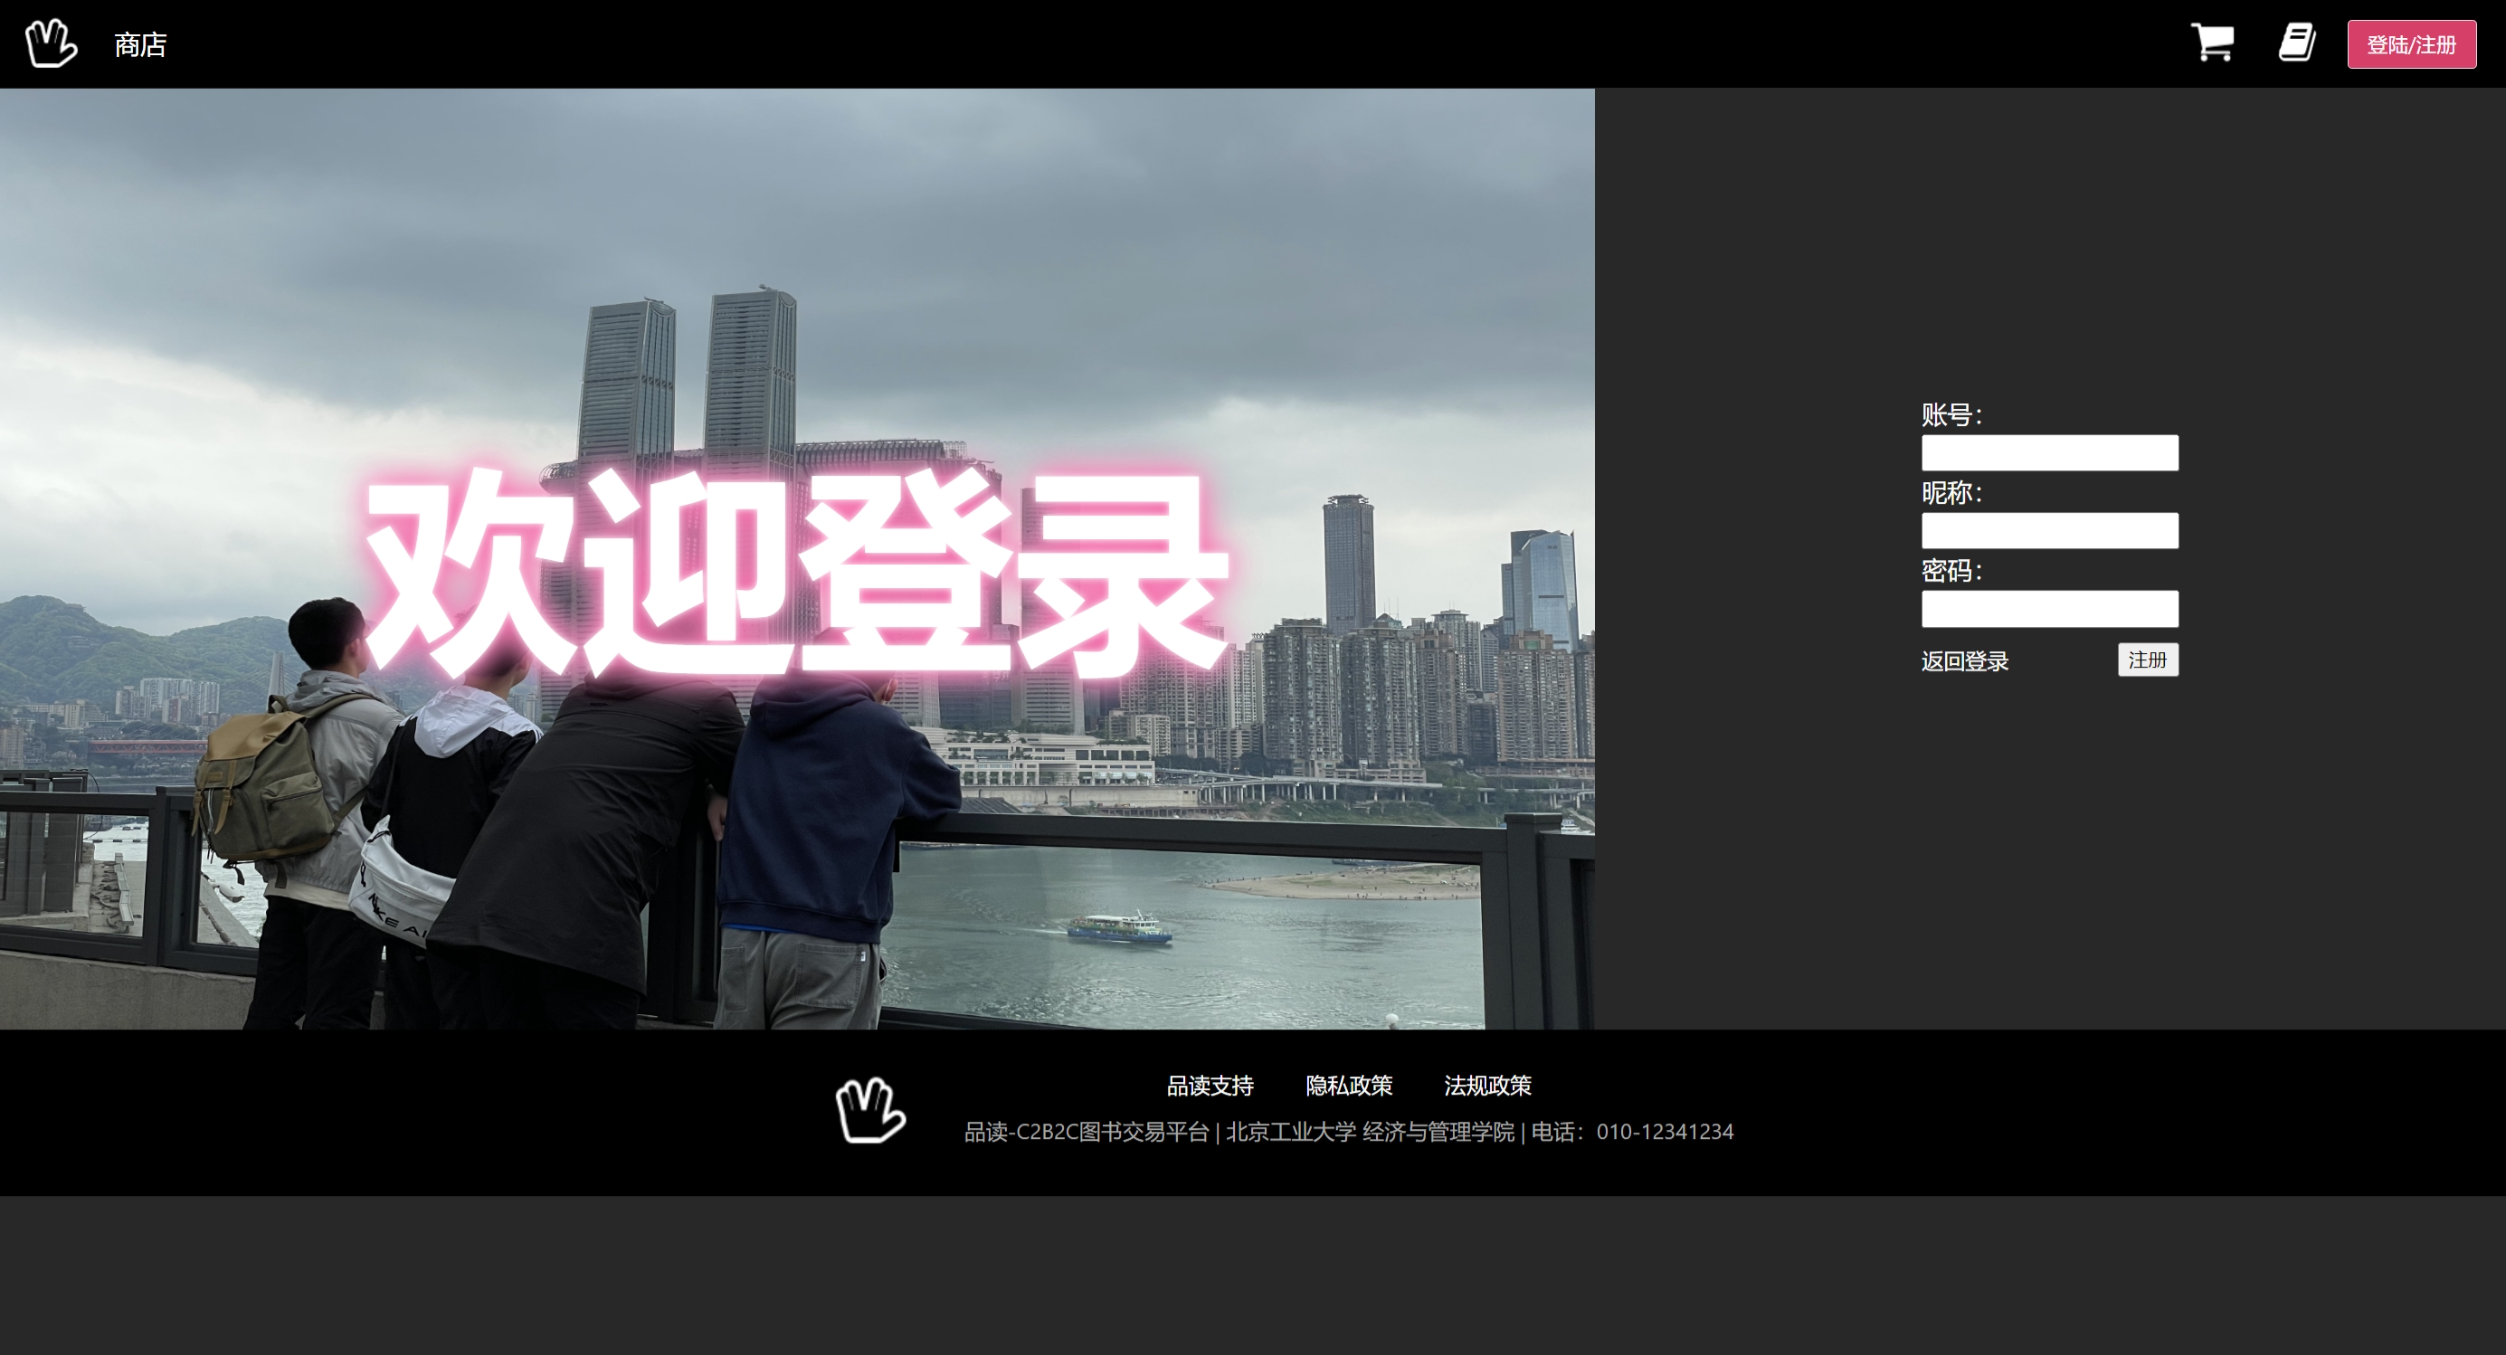 商店
登陆/注册
欢迎登录
账号：
昵称：
密码：
返回登录
注册
NIKE AI
品读支持 隐私政策 法规政策
品读-C2B2C图书交易平台 | 北京工业大学 经济与管理学院 | 电话：010-12341234